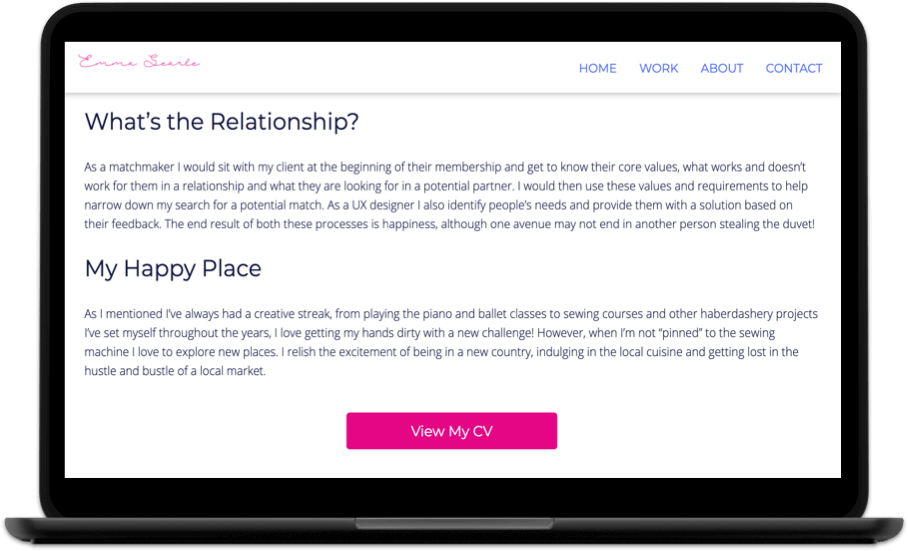 Emma Searle
HOME WORK ABOUT CONTACT
What's the Relationship?
As a matchmaker I would sit with my client at the beginning of their membership and get to know their core values, what works and doesn't
work for them in a relationship and what they are looking for in a potential partner. I would then use these values and requirements to help
narrow down my search for a potential match. As a UX designer I also identify people's needs and provide them with a solution based on
their feedback. The end result of both these processes is happiness, although one avenue may not end in another person stealing the duvet!
My Happy Place
As I mentioned I've always had a creative streak, from playing the piano and ballet classes to sewing courses and other haberdashery projects
I've set myself throughout the years, I love getting my hands dirty with a new challenge! However, when I'm not “pinned” to the sewing
machine I love to explore new places. I relish the excitement of being in a new country, indulging in the local cuisine and getting lost in the
hustle and bustle of a local market.
View My CV